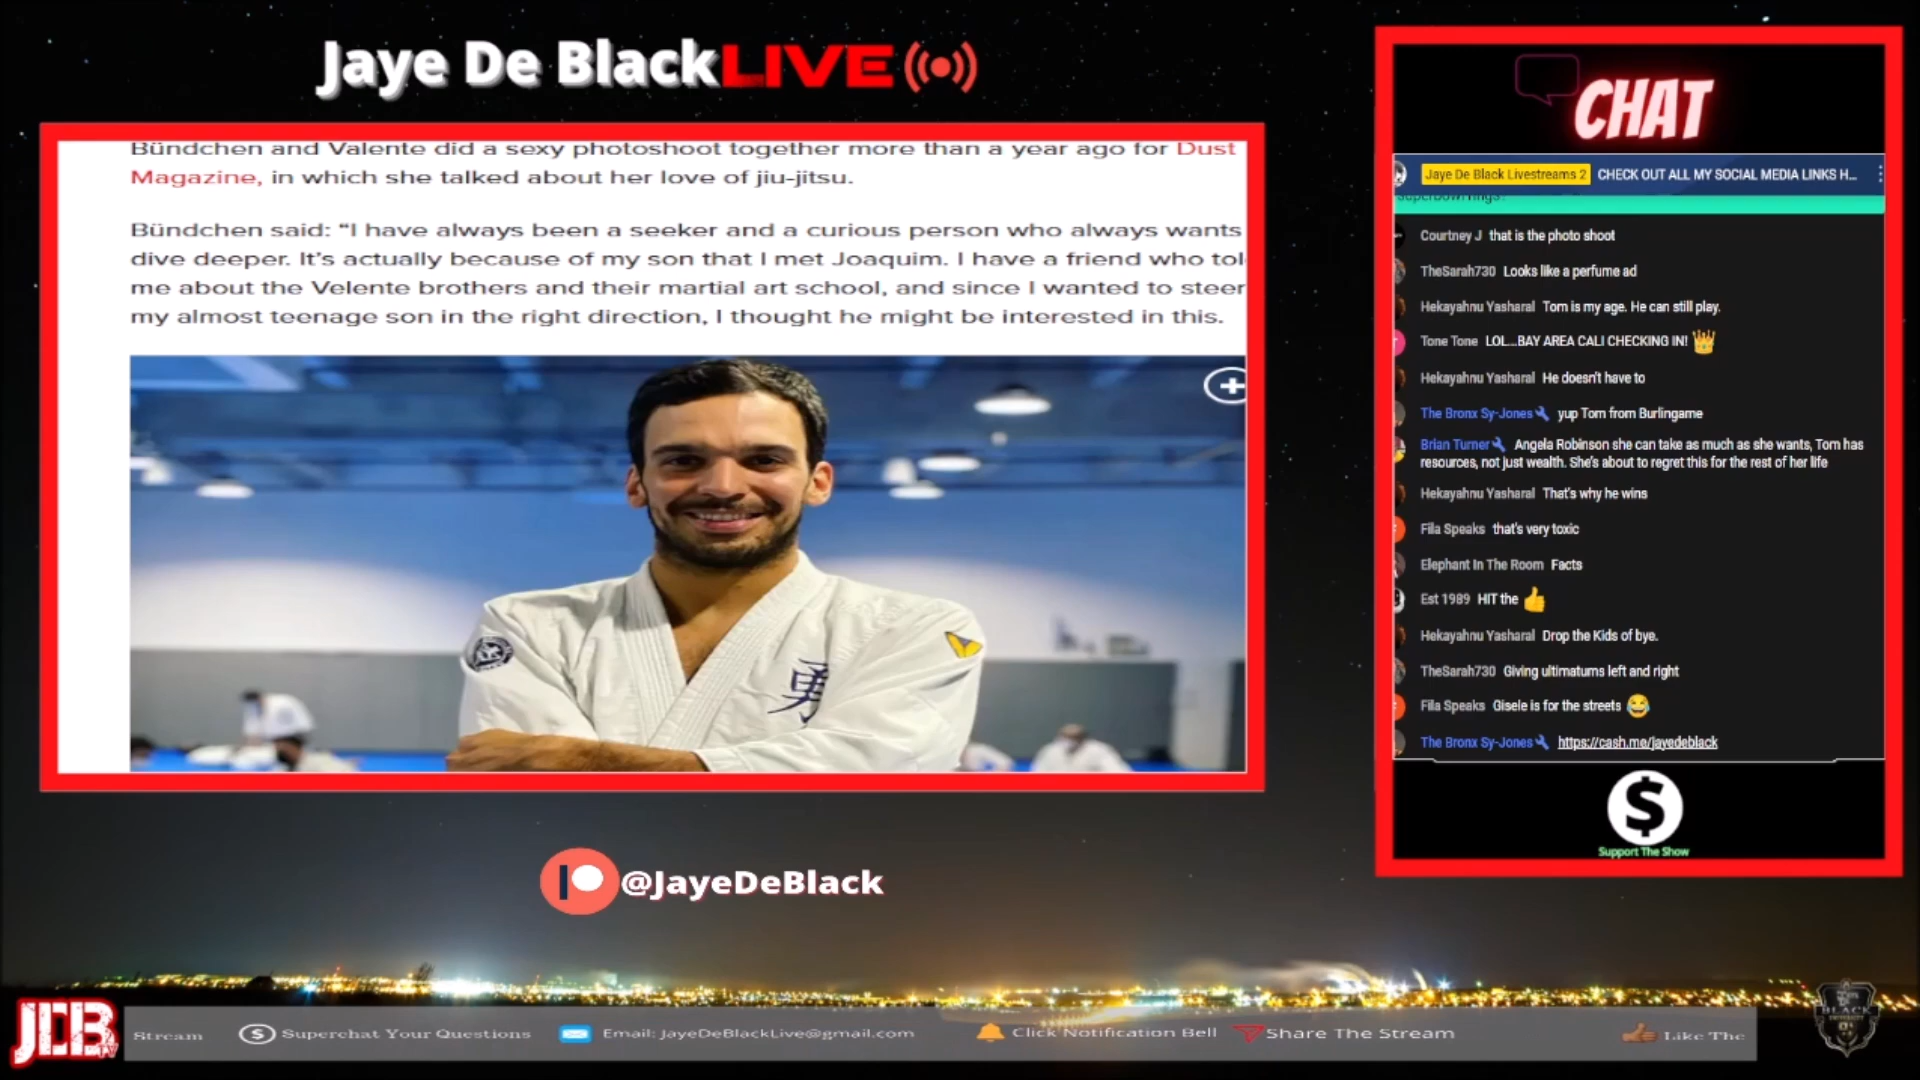 Jaye De Black LIVE
Bündchen and Valente did a sexy photoshoot together more than a year ago for Dust
Magazine, in which she talked about her love of jiu-jitsu.
Bündchen said: “I have always been a seeker and a curious person who always wants
dive deeper. It’s actually because of my son that I met Joaquim. I have a friend who tol
me about the Velente brothers and their martial art school, and since I wanted to steer
my almost teenage son in the right direction, I thought he might be interested in this.
勇
@JayeDeBlack
CHAT
Jaye De Black Livestreams 2 CHECK OUT ALL MY SOCIAL MEDIA LINKS H...
Courtney J that is the photo shoot
TheSarah730 Looks like a perfume ad
Hekayahnu Yasharal Tom is my age. He can still play.
Tone Tone LOL...BAY AREA CALI CHECKING IN! 👑
Hekayahnu Yasharal He doesn't have to
The Bronx Sy-Jones🔧 yup Tom from Burlingame
Brian Turner🔧 Angela Robinson she can take as much as she wants, Tom has
resources, not just wealth. She's about to regret this for the rest of her life
Hekayahnu Yasharal That's why he wins
Fila Speaks that's very toxic
Elephant In The Room Facts
Est 1989 HIT the 👍
Hekayahnu Yasharal Drop the Kids of bye.
TheSarah730 Giving ultimatums left and right
Fila Speaks Gisele is for the streets 😂
The Bronx Sy-Jones🔧 https://cash.me/jayedeblack
$
Support The Show
JDB TV
Stream $ Superchat Your Questions Email: JayeDeBlackLive@gmail.com Click Notification Bell Share The Stream Like The
BLACK